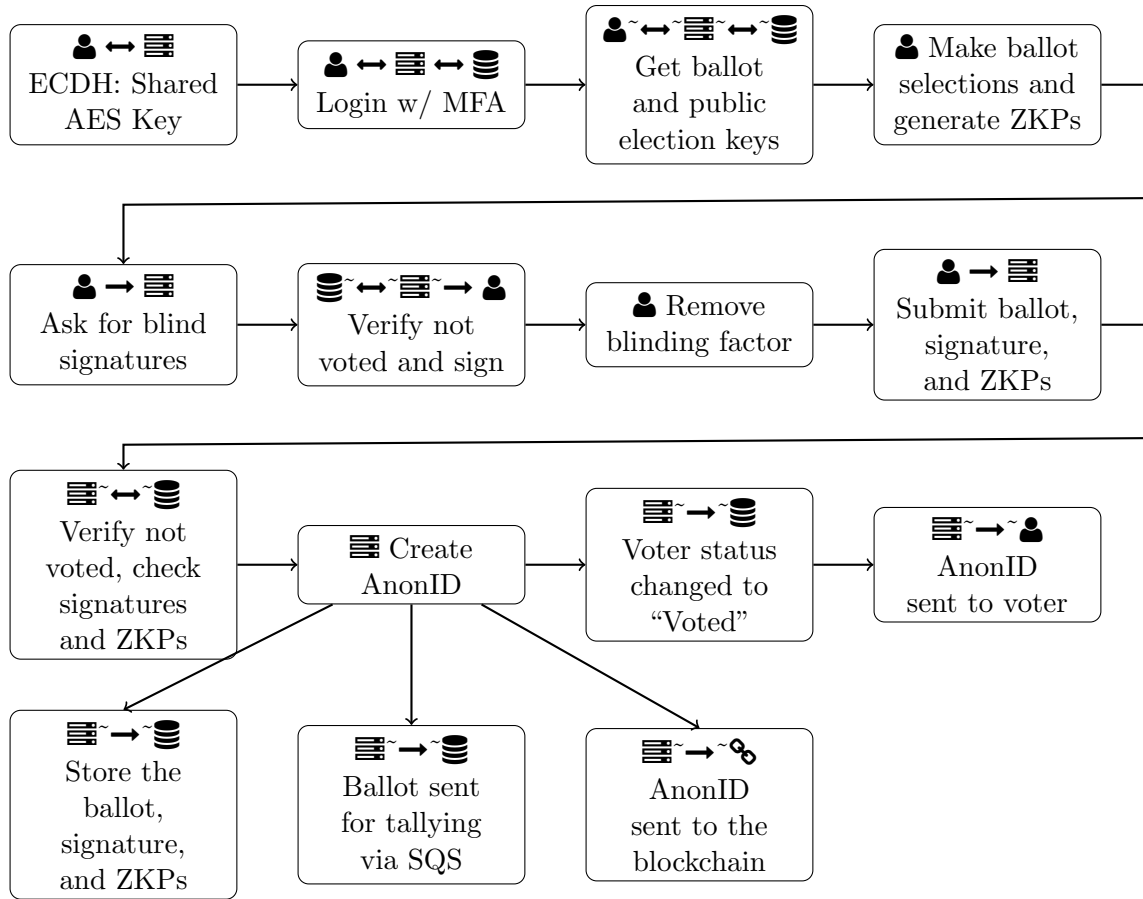 ~ ~ ~ ~
ECDH: Shared
AES Key
Login w/ MFA
Get ballot
and public
election keys
Make ballot
selections and
generate ZKPs
Ask for blind
signatures
~ ~ ~
Verify not
voted and sign
Remove
blinding factor
Submit ballot,
signature,
and ZKPs
~ ~
Verify not
voted, check
signatures
and ZKPs
Create
AnonID
~ ~
Voter status
changed to
“Voted”
~ ~
AnonID
sent to voter
~ ~
Store the
ballot,
signature,
and ZKPs
~ ~
Ballot sent
for tallying
via SQS
~ ~
AnonID
sent to the
blockchain